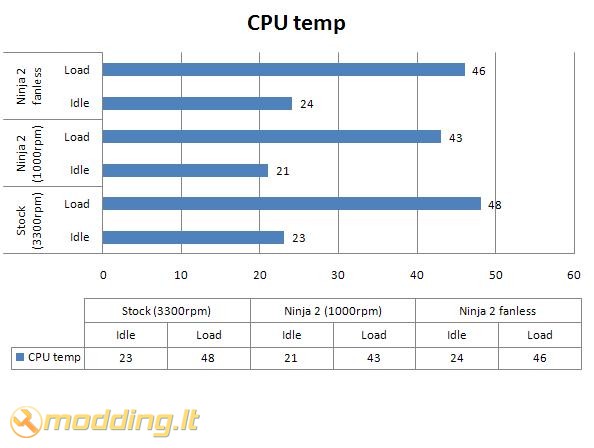 CPU temp
Ninja 2
fanless
Load
46
Idle
24
Ninja 2
(1000rpm)
Load
43
Idle
21
Stock
(3300rpm)
Load
48
Idle
23
0 10 20 30 40 50 60
Stock (3300rpm) Ninja 2 (1000rpm) Ninja 2 fanless
Idle Load Idle Load Idle Load
CPU temp 23 48 21 43 24 46
modding.lt